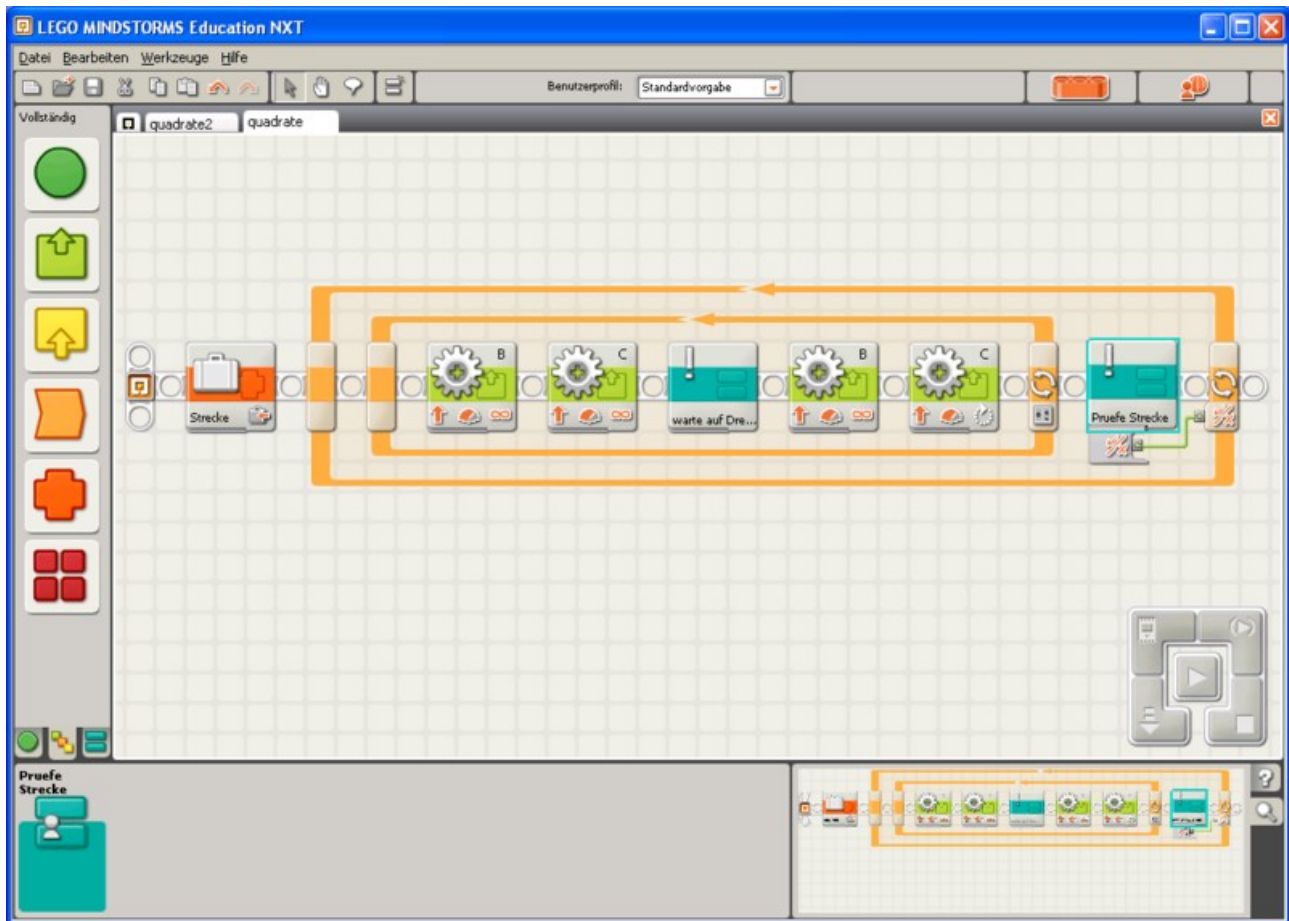 LEGO MINDSTORMS Education NXT
Datei Bearbeiten Werkzeuge Hilfe
Benutzerprofil: Standardvorgabe
Vollständig
quadrate2 quadrate
B C B C
Strecke warte auf Dre... Pruefe Strecke
Pruefe
Strecke
?